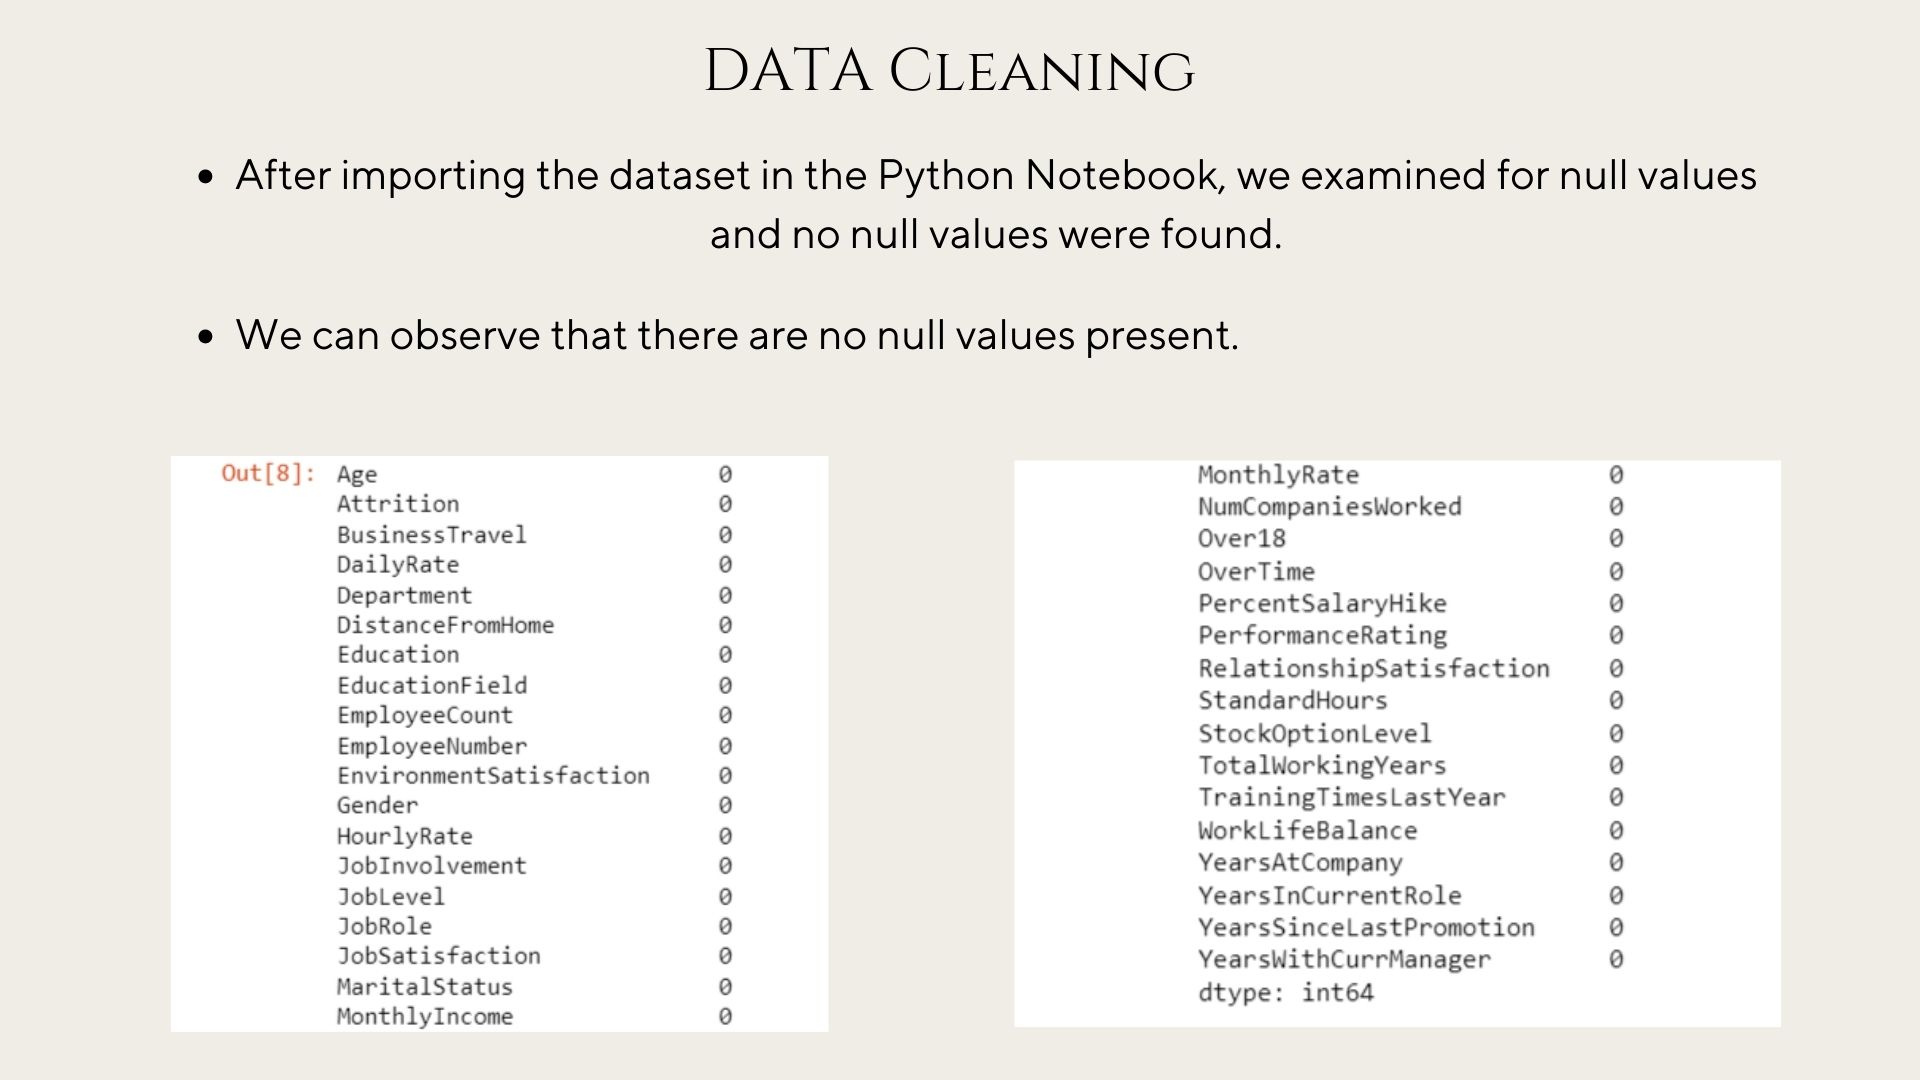 DATA Cleaning
• After importing the dataset in the Python Notebook, we examined for null values
and no null values were found.
• We can observe that there are no null values present.
Out[8]: Age 0
Attrition 0
BusinessTravel 0
DailyRate 0
Department 0
DistanceFromHome 0
Education 0
EducationField 0
EmployeeCount 0
EmployeeNumber 0
EnvironmentSatisfaction 0
Gender 0
HourlyRate 0
JobInvolvement 0
JobLevel 0
JobRole 0
JobSatisfaction 0
MaritalStatus 0
MonthlyIncome 0
MonthlyRate 0
NumCompaniesWorked 0
Over18 0
OverTime 0
PercentSalaryHike 0
PerformanceRating 0
RelationshipSatisfaction 0
StandardHours 0
StockOptionLevel 0
TotalWorkingYears 0
TrainingTimesLastYear 0
WorkLifeBalance 0
YearsAtCompany 0
YearsInCurrentRole 0
YearsSinceLastPromotion 0
YearsWithCurrManager 0
dtype: int64